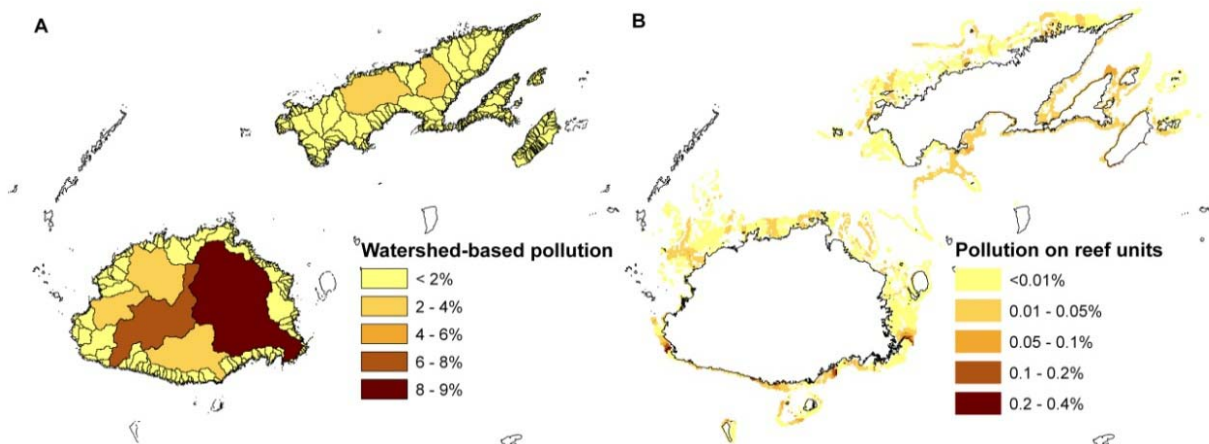 A
Watershed-based pollution
< 2%
2 - 4%
4 - 6%
6 - 8%
8 - 9%
B
Pollution on reef units
<0.01%
0.01 - 0.05%
0.05 - 0.1%
0.1 - 0.2%
0.2 - 0.4%